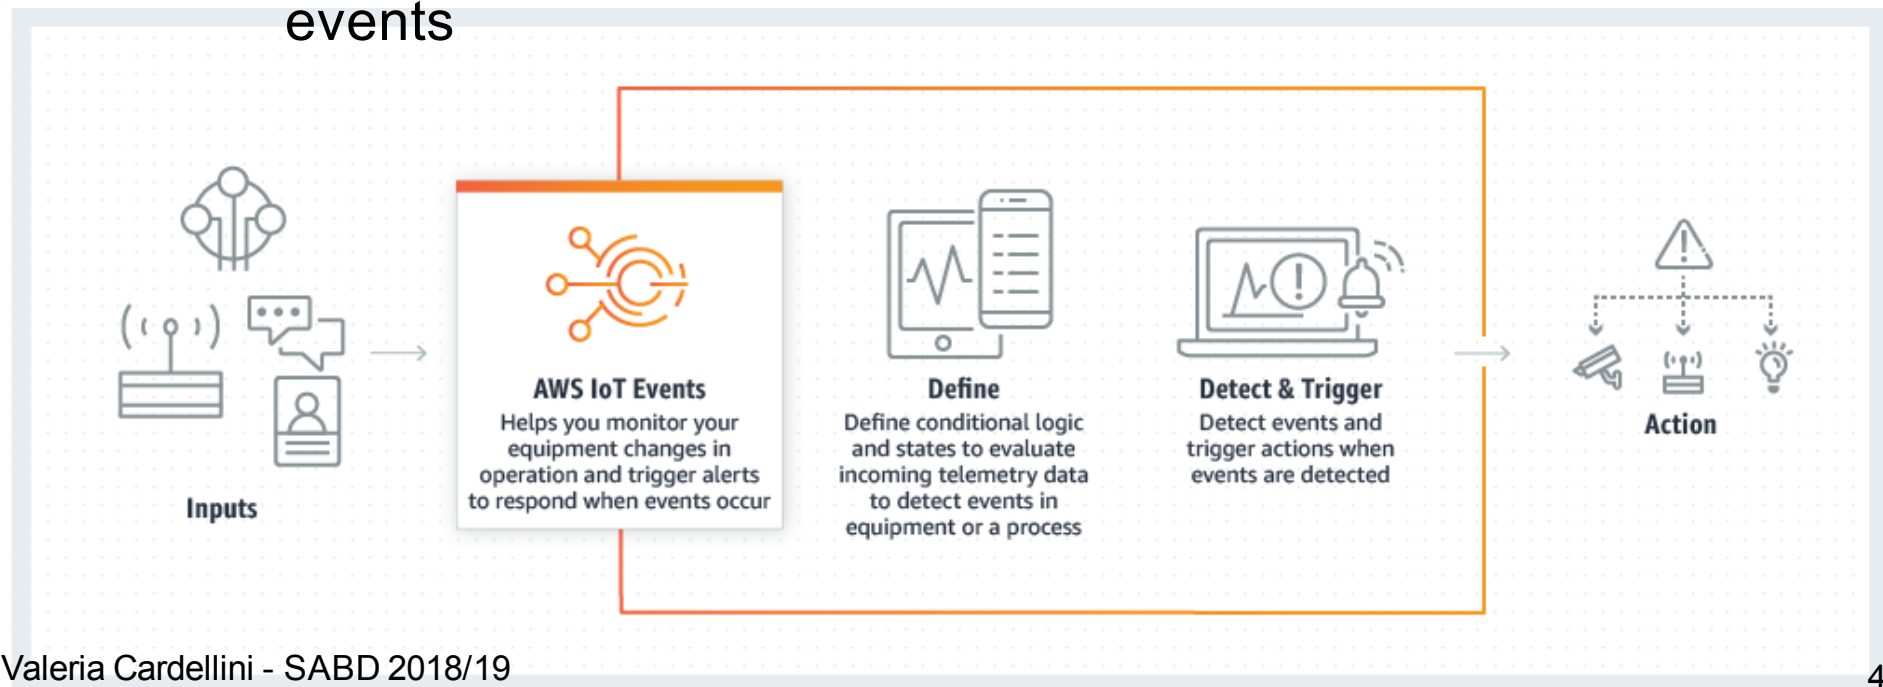 events
Inputs
AWS IoT Events
Helps you monitor your
equipment changes in
operation and trigger alerts
to respond when events occur
Define
Define conditional logic
and states to evaluate
incoming telemetry data
to detect events in
equipment or a process
Detect & Trigger
Detect events and
trigger actions when
events are detected
Action
Valeria Cardellini - SABD 2018/19
4